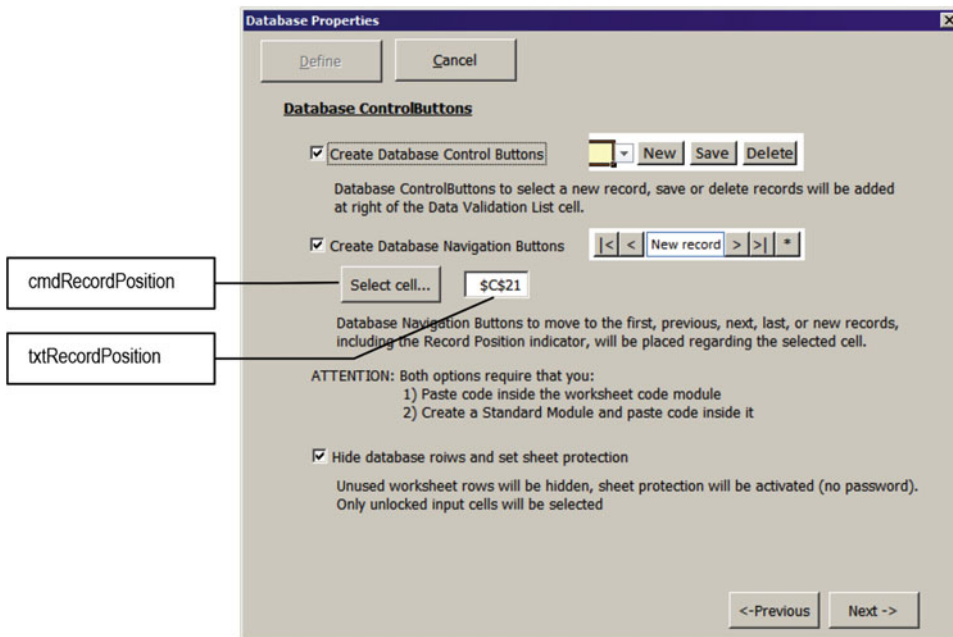 Database Properties
Define
Cancel
Database ControlButtons
Create Database Control Buttons
New Save Delete
Database ControlButtons to select a new record, save or delete records will be added
at right of the Data Validation List cell.
Create Database Navigation Buttons
|< < New record > >| *
cmdRecordPosition
Select cell...
$C$21
txtRecordPosition
Database Navigation Buttons to move to the first, previous, next, last, or new records,
including the Record Position indicator, will be placed regarding the selected cell.
ATTENTION: Both options require that you:
1) Paste code inside the worksheet code module
2) Create a Standard Module and paste code inside it
Hide database roiws and set sheet protection
Unused worksheet rows will be hidden, sheet protection will be activated (no password).
Only unlocked input cells will be selected
<-Previous
Next ->